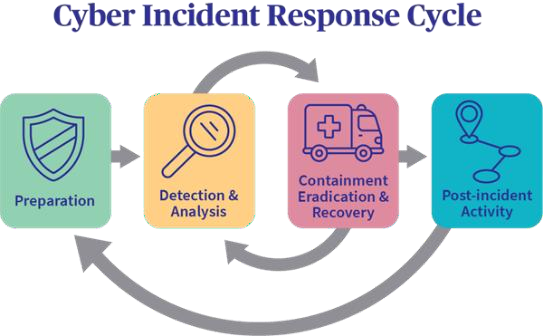 Cyber Incident Response Cycle
Preparation
Detection &
Analysis
Containment
Eradication &
Recovery
Post-incident
Activity